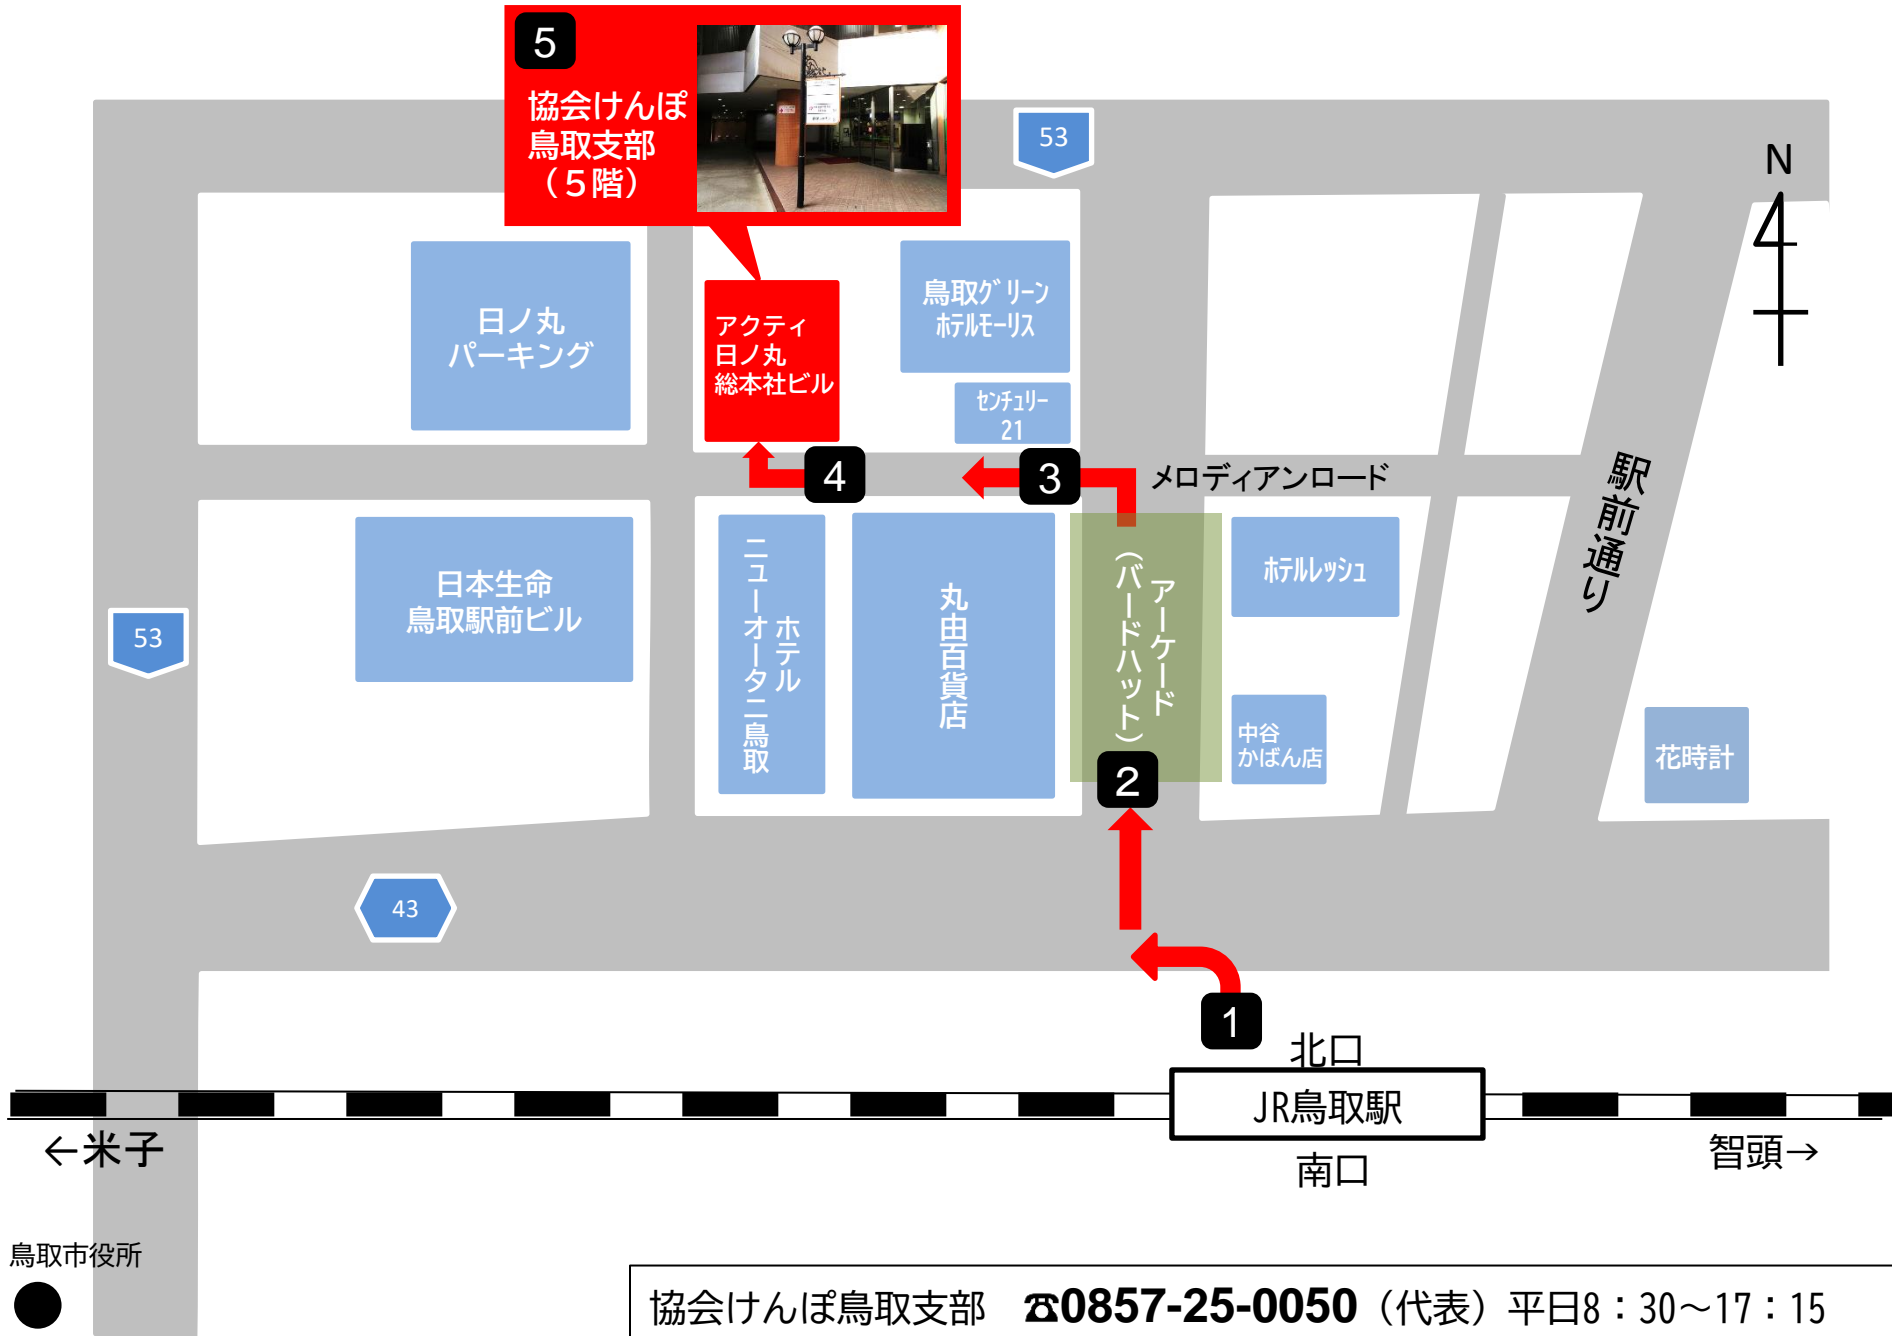 5
協会けんぽ
鳥取支部
（５階）
53
N
日ノ丸
パーキング
アクティ
日ノ丸
総本社ビル
鳥取ｸﾞﾘｰﾝ
ﾎﾃﾙﾓｰﾘｽ
ｾﾝﾁｭﾘｰ
21
4
3
メロディアンロード
駅前通り
日本生命
鳥取駅前ビル
53
ホテル
ニューオータニ鳥取
丸由百貨店
アーケード
（バードハット）
ﾎﾃﾙﾚｯｼｭ
中谷
かばん店
花時計
2
43
1
北口
JR鳥取駅
南口
←米子
智頭→
鳥取市役所
協会けんぽ鳥取支部　☎0857-25-0050（代表）平日8：30～17：15